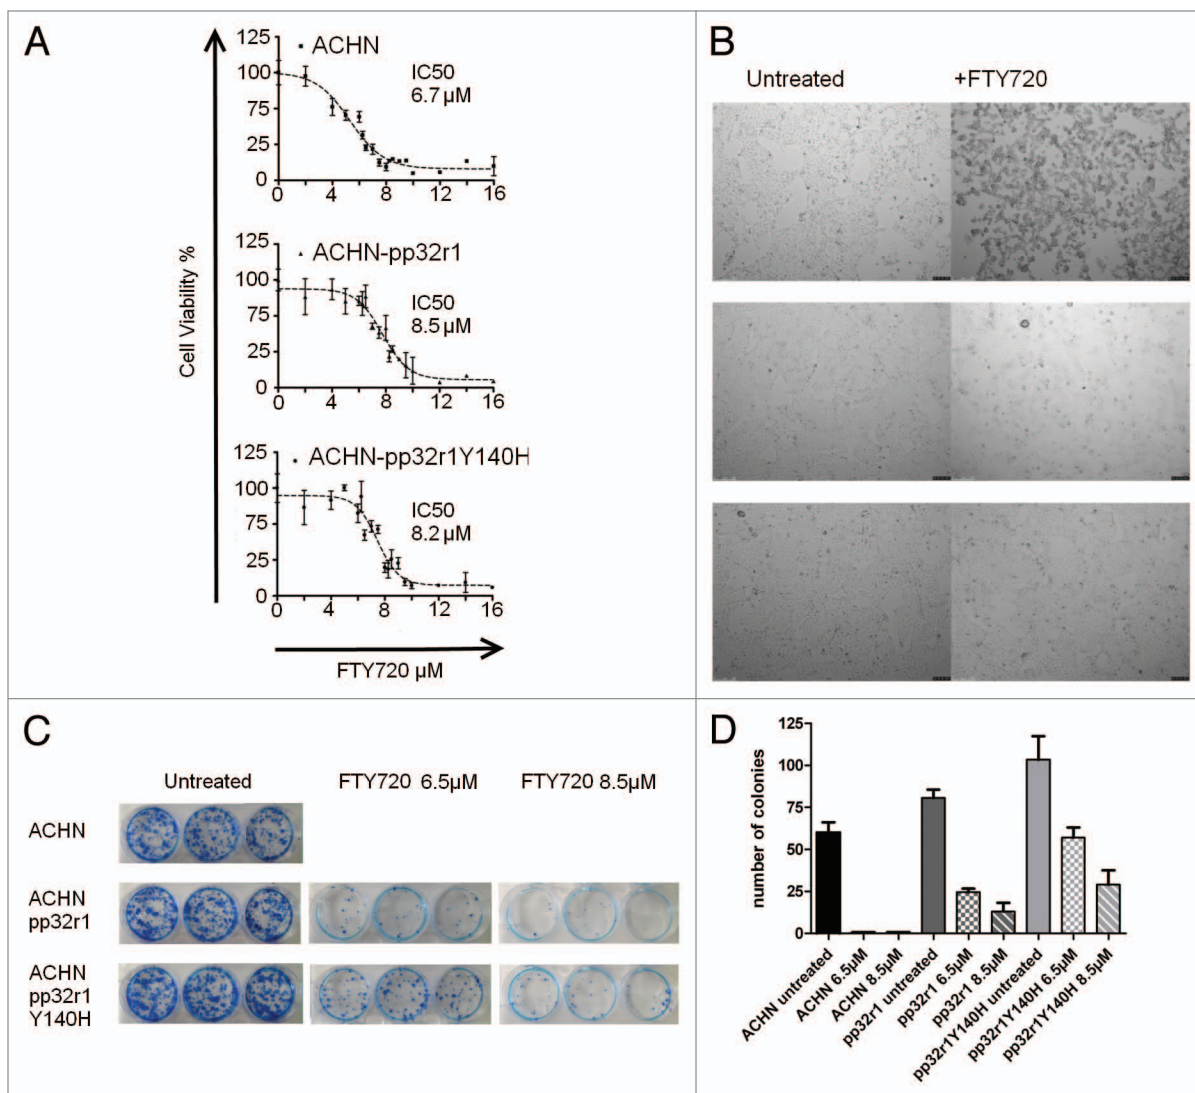 A
Cell Viability %
125
100
75
25
0
ACHN
IC50
6.7 µM
0 4 8 12 16
125
100
75
25
0
ACHN-pp32r1
IC50
8.5 µM
0 4 8 12 16
125
100
75
25
0
ACHN-pp32r1Y140H
IC50
8.2 µM
0 4 8 12 16
FTY720 µM
B
Untreated +FTY720
C
Untreated FTY720 6.5µM FTY720 8.5µM
ACHN
ACHN
pp32r1
ACHN
pp32r1
Y140H
D
number of colonies
125
100
75
50
25
0
ACHN untreated
ACHN 6.5µM
ACHN 8.5µM
pp32r1 untreated
pp32r1 6.5µM
pp32r1 8.5µM
pp32r1Y140H untreated
pp32r1Y140H 6.5µM
pp32r1Y140H 8.5µM